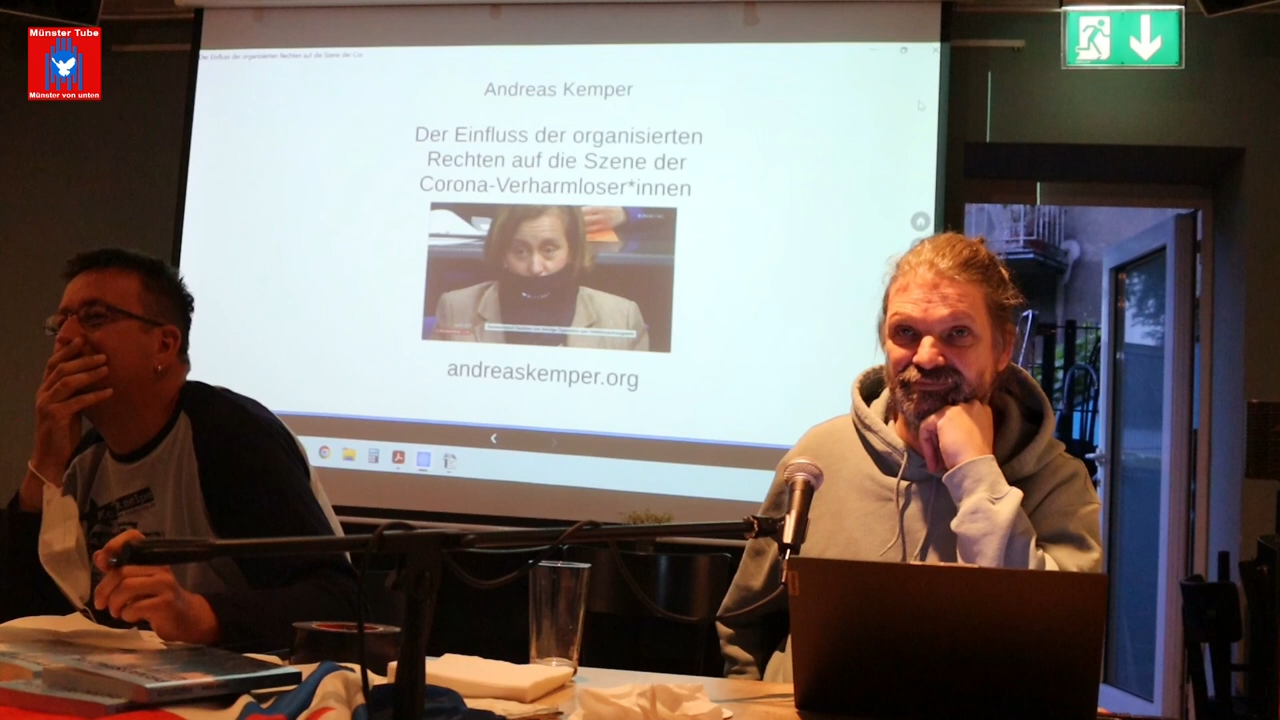 Münster Tube
Münster von unten
Der Einfluss der organisierten Rechten auf die Szene der Cor
Andreas Kemper
Der Einfluss der organisierten
Rechten auf die Szene der
Corona-Verharmloser*innen
andreaskemper.org